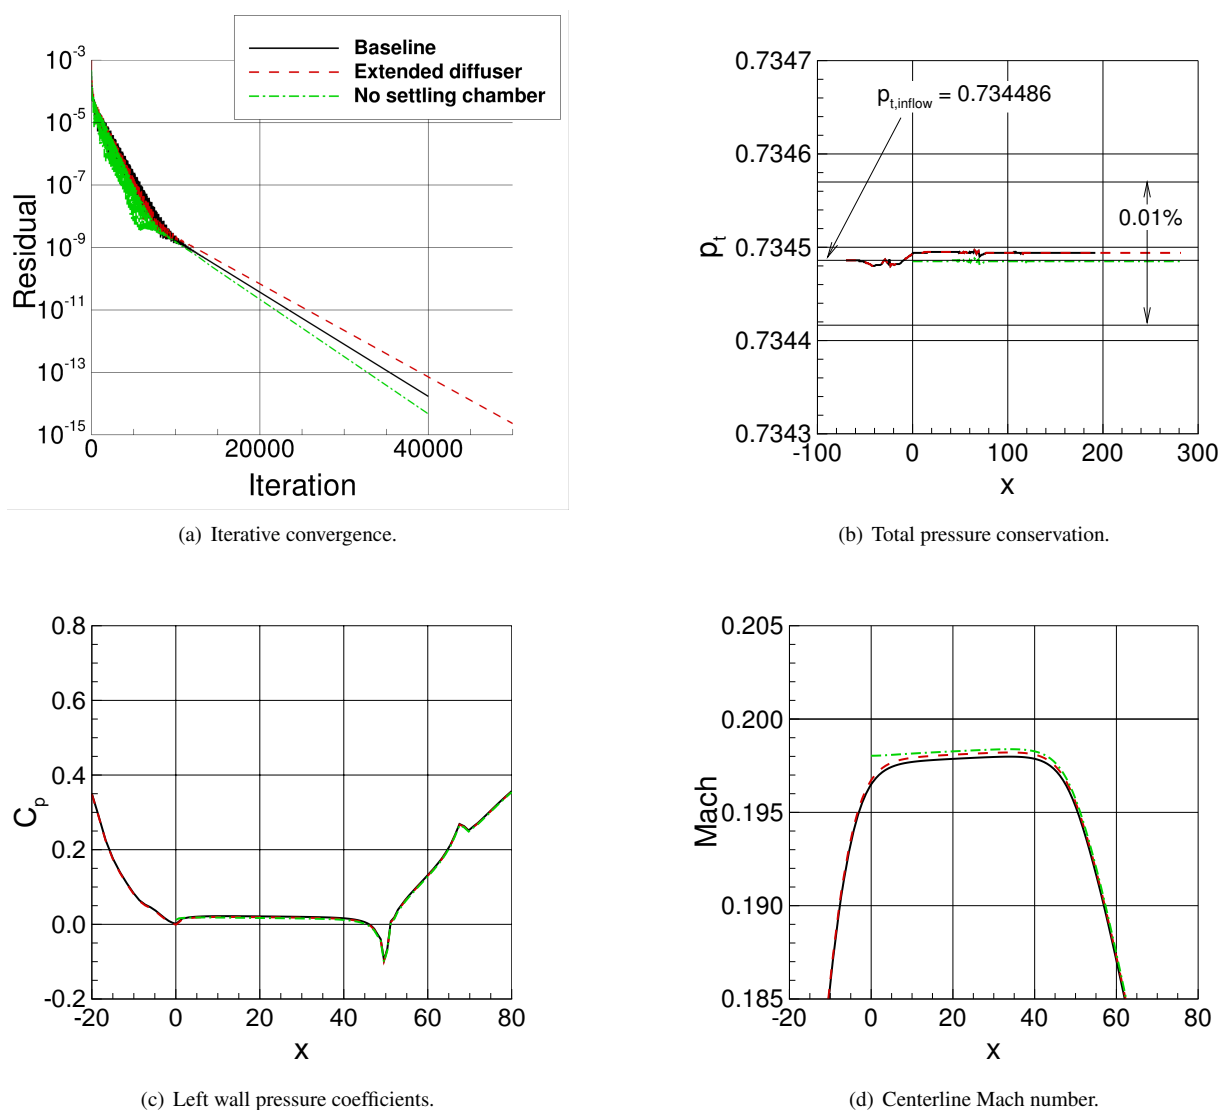 Baseline
Extended diffuser
No settling chamber
10-3
10-5
10-7
10-9
10-11
10-13
10-15
Residual
0
20000
40000
Iteration
(a) Iterative convergence.
0.7347
0.7346
0.7345
0.7344
0.7343
pt
pt,inflow = 0.734486
0.01%
-100
0
100
200
300
x
(b) Total pressure conservation.
0.8
0.6
0.4
0.2
0.0
-0.2
Cp
-20
0
20
40
60
80
x
(c) Left wall pressure coefficients.
0.205
0.200
0.195
0.190
0.185
Mach
-20
0
20
40
60
80
x
(d) Centerline Mach number.